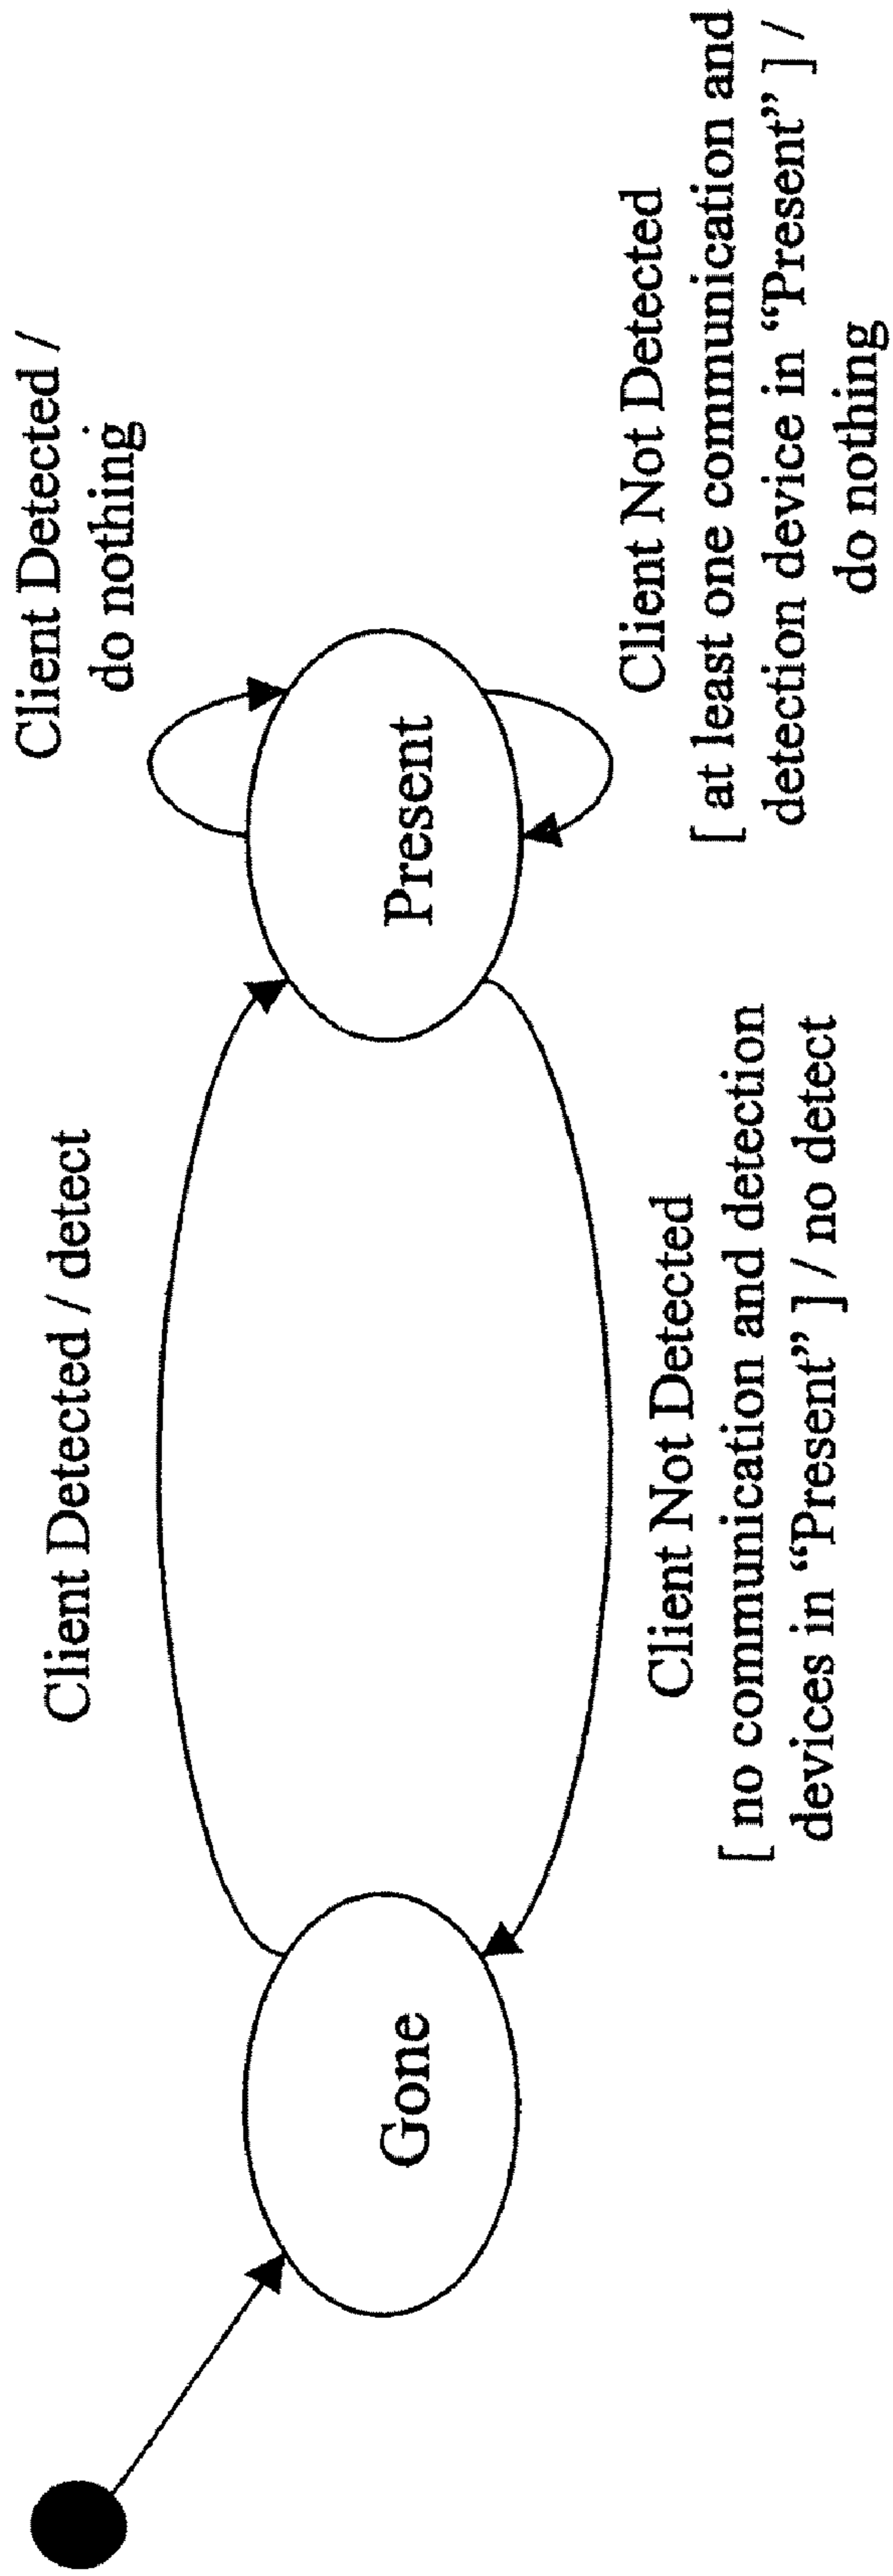 Client Detected / detect
Client Detected /
do nothing
Gone
Present
Client Not Detected
[ no communication and detection
devices in “Present” ] / no detect
Client Not Detected
[ at least one communication and
detection device in “Present” ] /
do nothing